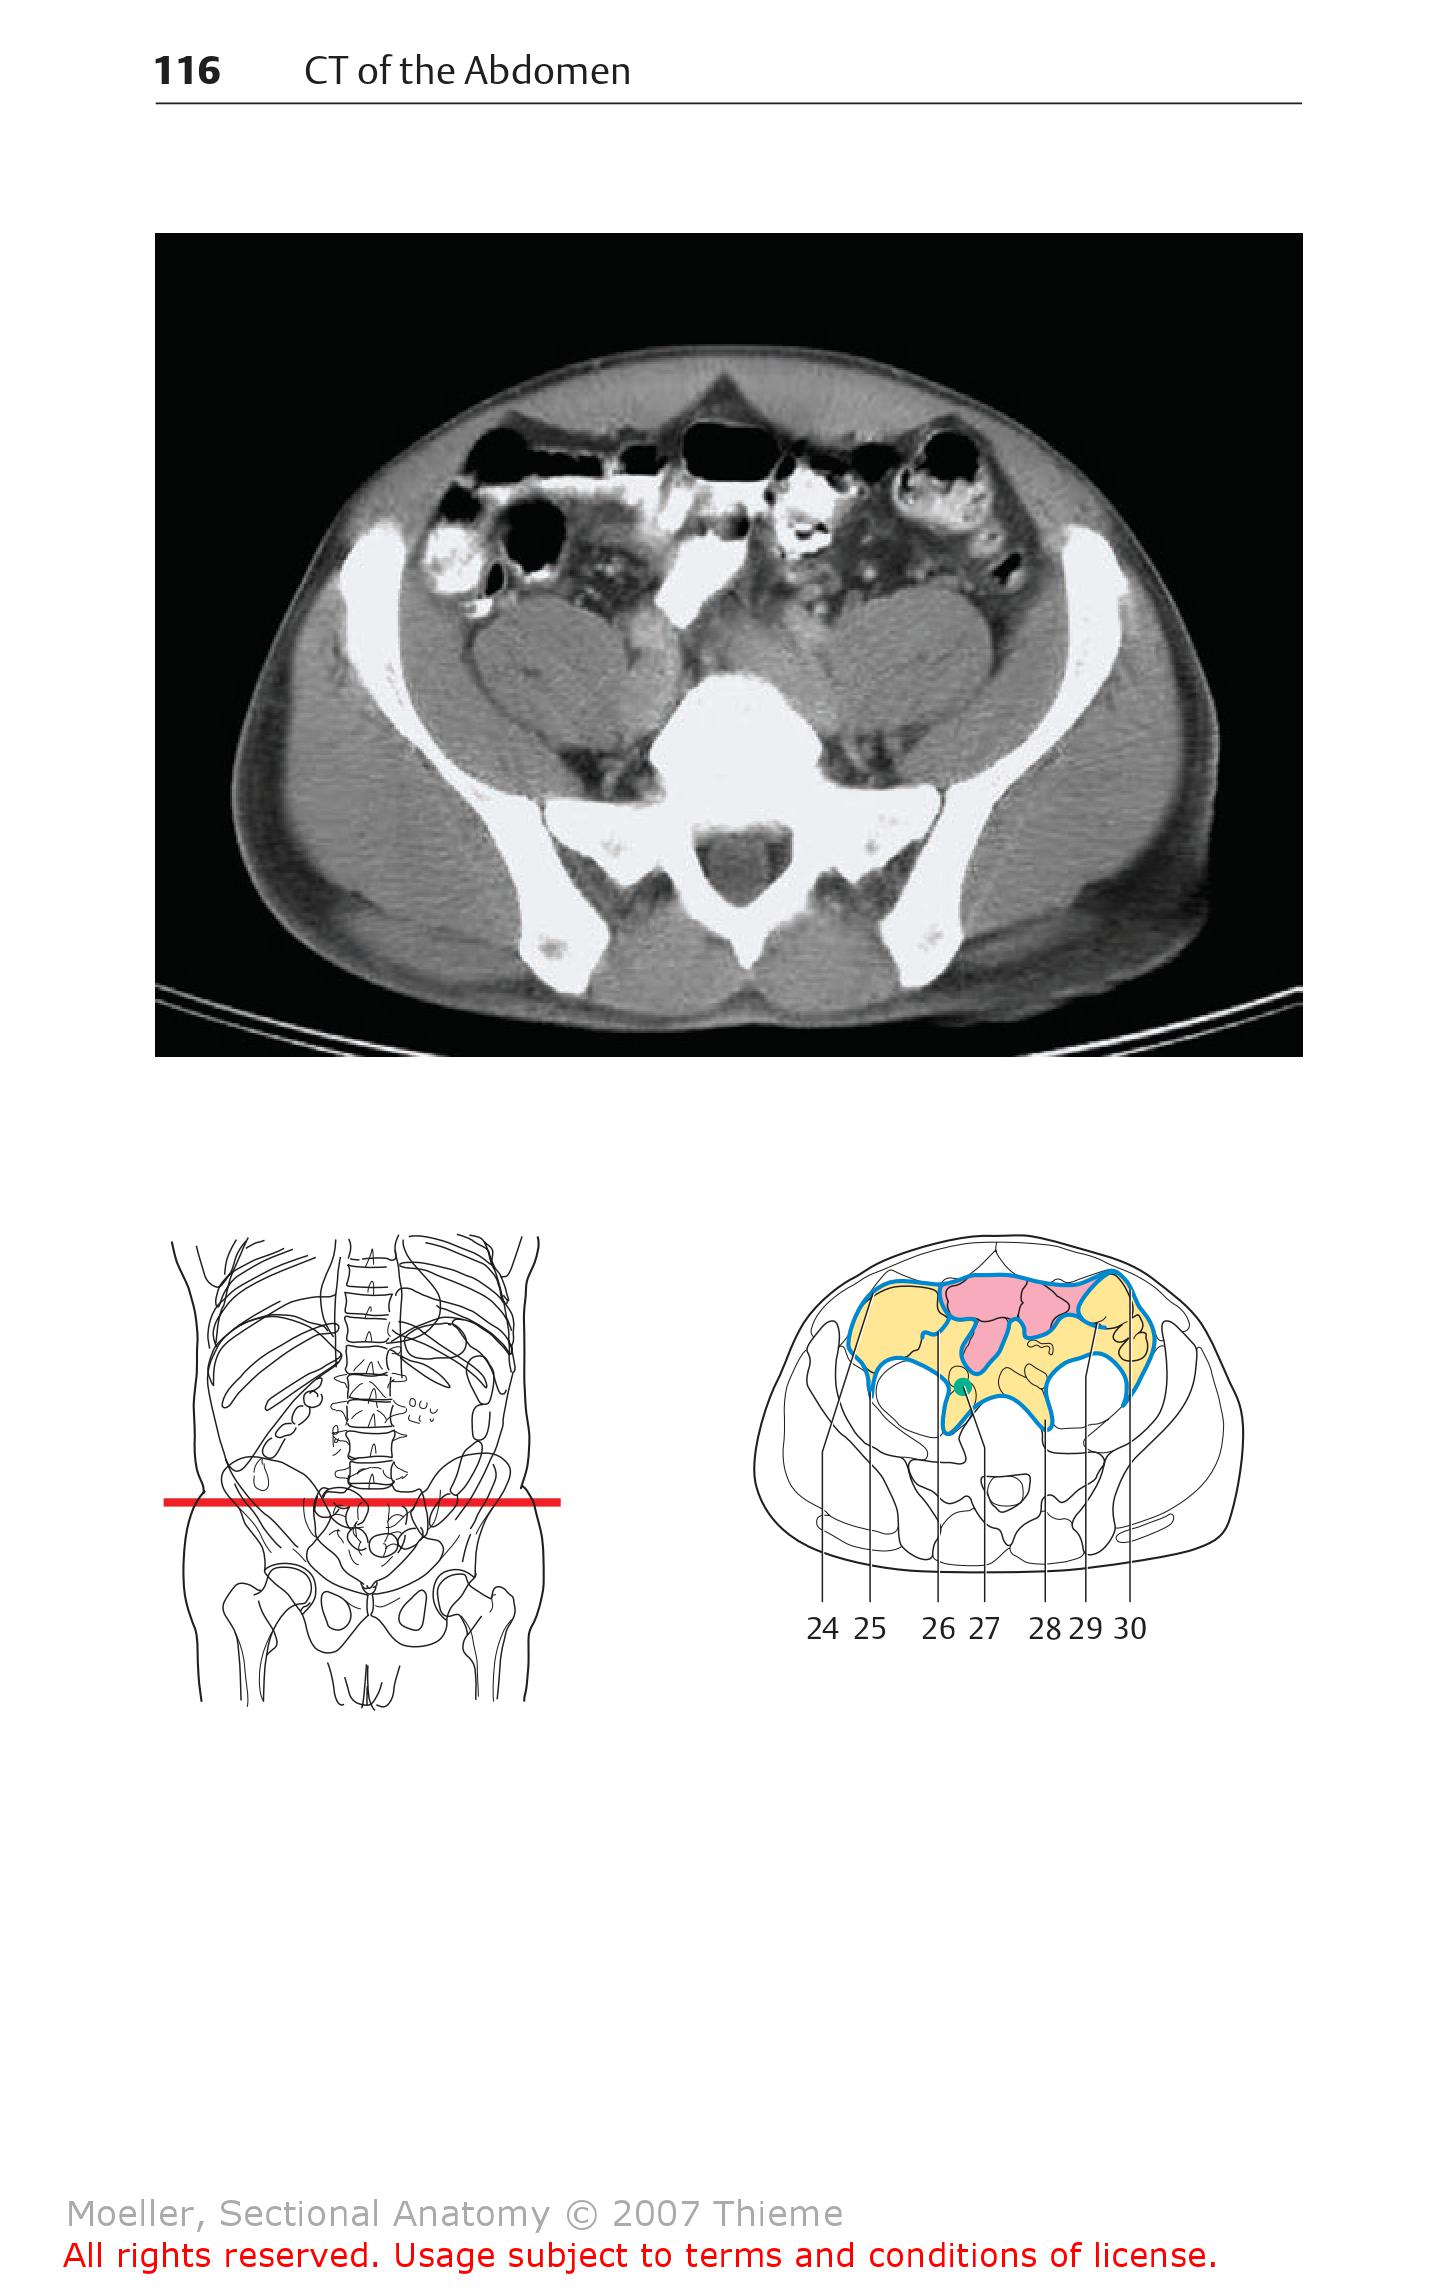 116 CT of the Abdomen
24 25 26 27 28 29 30
Moeller, Sectional Anatomy © 2007 Thieme
All rights reserved. Usage subject to terms and conditions of license.